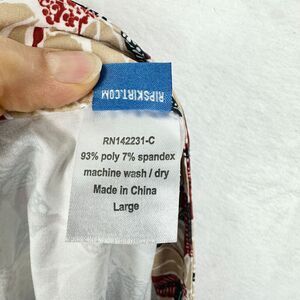 RIPSKIRT.COM
RN142231-C
93% poly 7% spandex
machine wash / dry
Made in China
Large